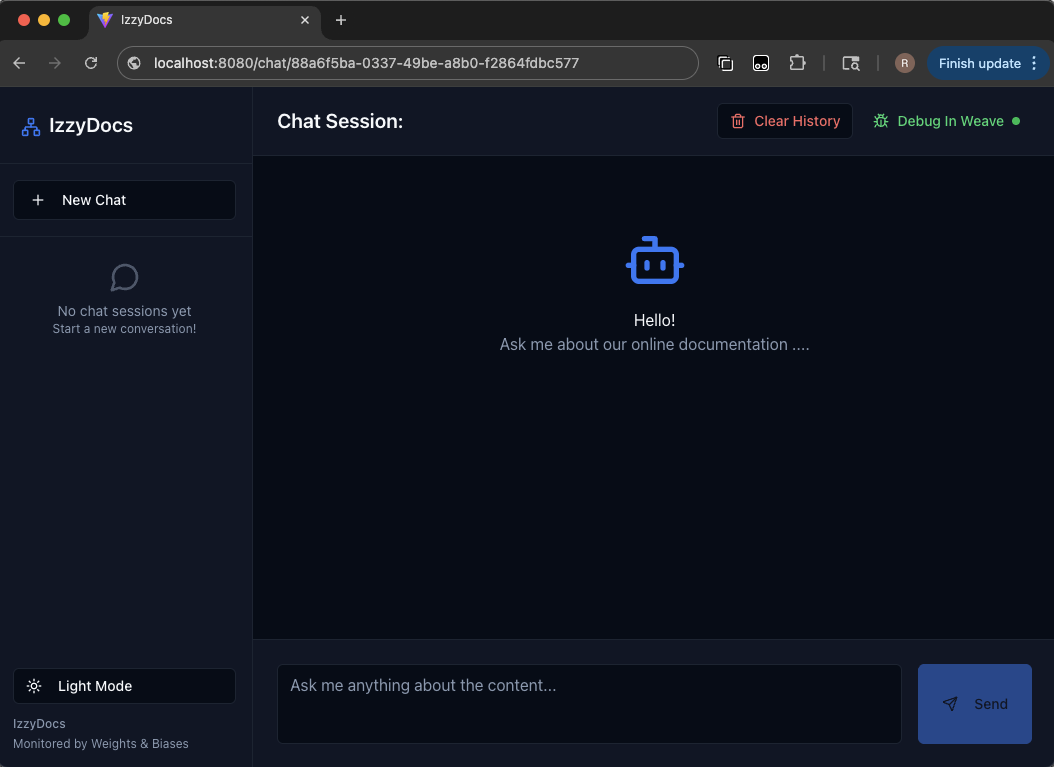 IzzyDocs
localhost:8080/chat/88a6f5ba-0337-49be-a8b0-f2864fdbc577
R
Finish update
IzzyDocs
New Chat
No chat sessions yet
Start a new conversation!
Light Mode
IzzyDocs
Monitored by Weights & Biases
Chat Session:
Clear History
Debug In Weave
Hello!
Ask me about our online documentation ....
Ask me anything about the content...
Send